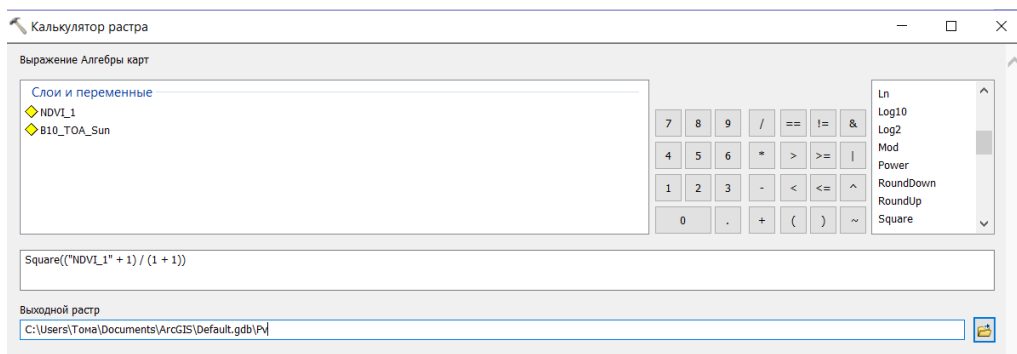 Калькулятор растра
Выражение Алгебры карт
Слои и переменные
NDVI_1
B10_TOA_Sun
7 8 9 / == != &
4 5 6 * > >= |
1 2 3 - < <= ^
0 . + ( ) ~
Ln
Log10
Log2
Mod
Power
RoundDown
RoundUp
Square
Square(("NDVI_1" + 1) / (1 + 1))
Выходной растр
C:\Users\Тома\Documents\ArcGIS\Default.gdb\Pv